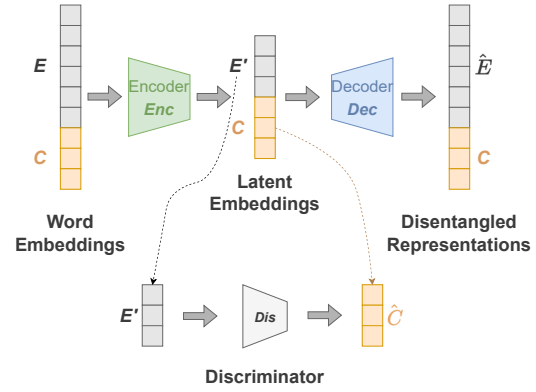 E
C
Word
Embeddings
Encoder
Enc
E'
C
Latent
Embeddings
Decoder
Dec
Ê
C
Disentangled
Representations
E'
Dis
Ĉ
Discriminator